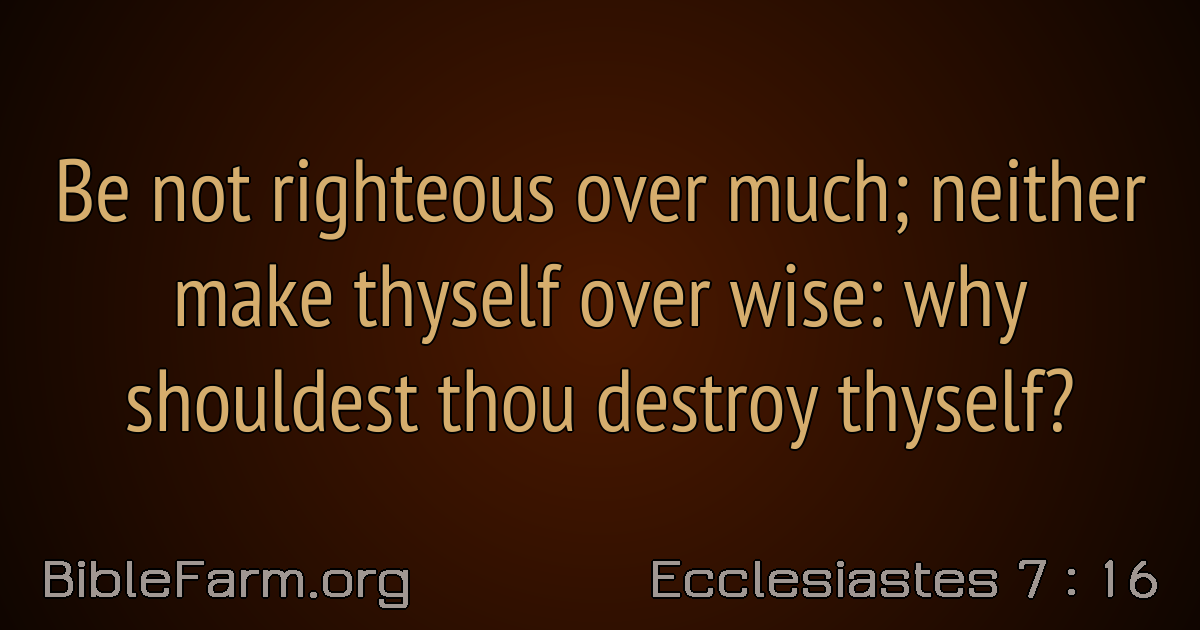 Be not righteous over much; neither
make thyself over wise: why
shouldest thou destroy thyself?
BibleFarm.org
Ecclesiastes 7 : 16